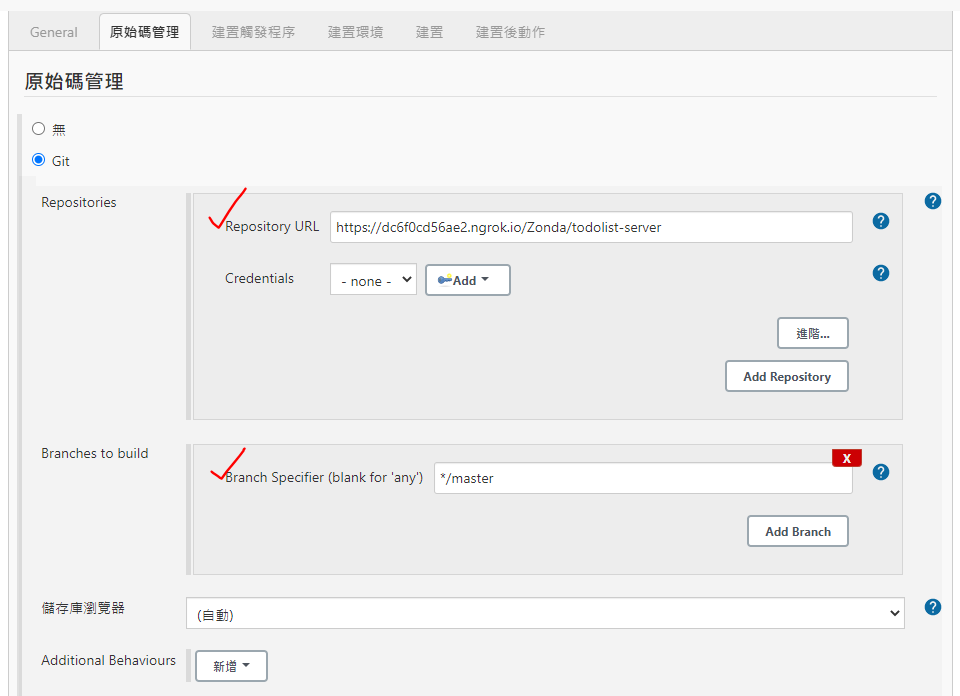 General 原始碼管理 建置觸發程序 建置環境 建置 建置後動作
原始碼管理
無
Git
Repositories
Repository URL https://dc6f0cd56ae2.ngrok.io/Zonda/todolist-server
Credentials - none - Add
進階...
Add Repository
Branches to build
X
Branch Specifier (blank for 'any') */master
Add Branch
儲存庫瀏覽器 (自動)
Additional Behaviours 新增